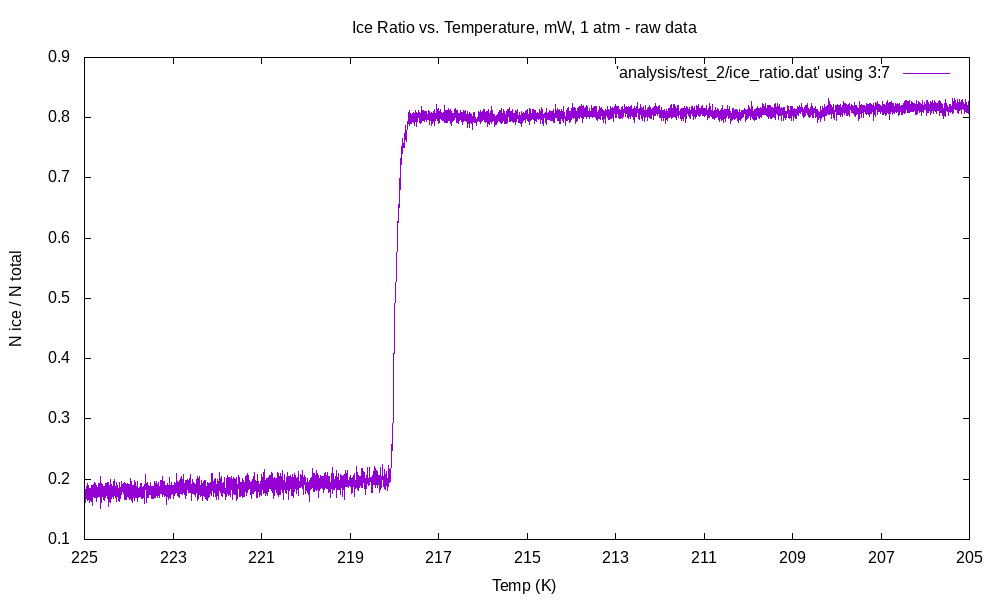 Ice Ratio vs. Temperature, mW, 1 atm - raw data
'analysis/test_2/ice_ratio.dat' using 3:7
N ice / N total
0.9
0.8
0.7
0.6
0.5
0.4
0.3
0.2
0.1
225 223 221 219 217 215 213 211 209 207 205
Temp (K)